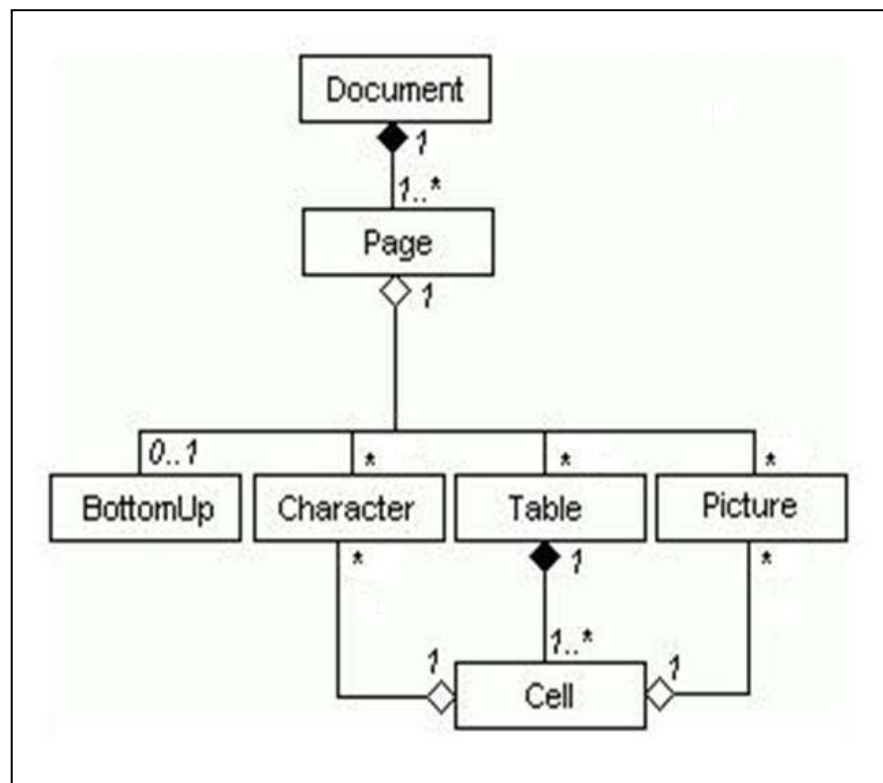 Document
1
1..*
Page
1
0..1
*
*
*
BottomUp
Character
Table
Picture
*
1
*
1
1..*
1
Cell